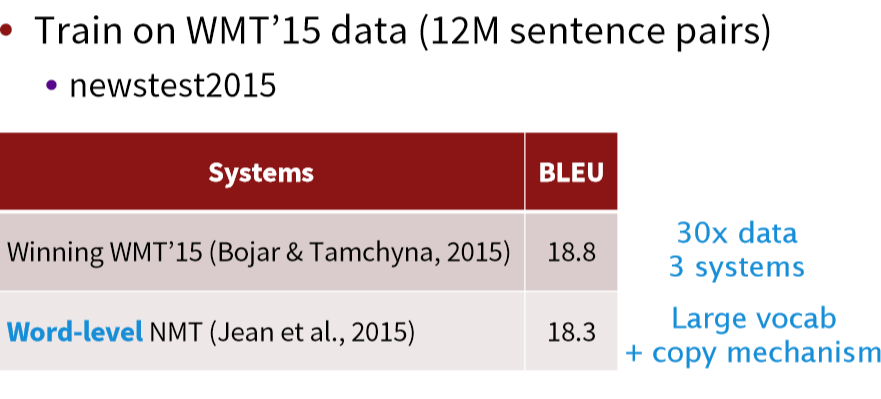 • Train on WMT’15 data (12M sentence pairs)
• newstest2015
Systems BLEU
Winning WMT’15 (Bojar & Tamchyna, 2015) 18.8
30x data
3 systems
Word-level NMT (Jean et al., 2015) 18.3
Large vocab
+ copy mechanism